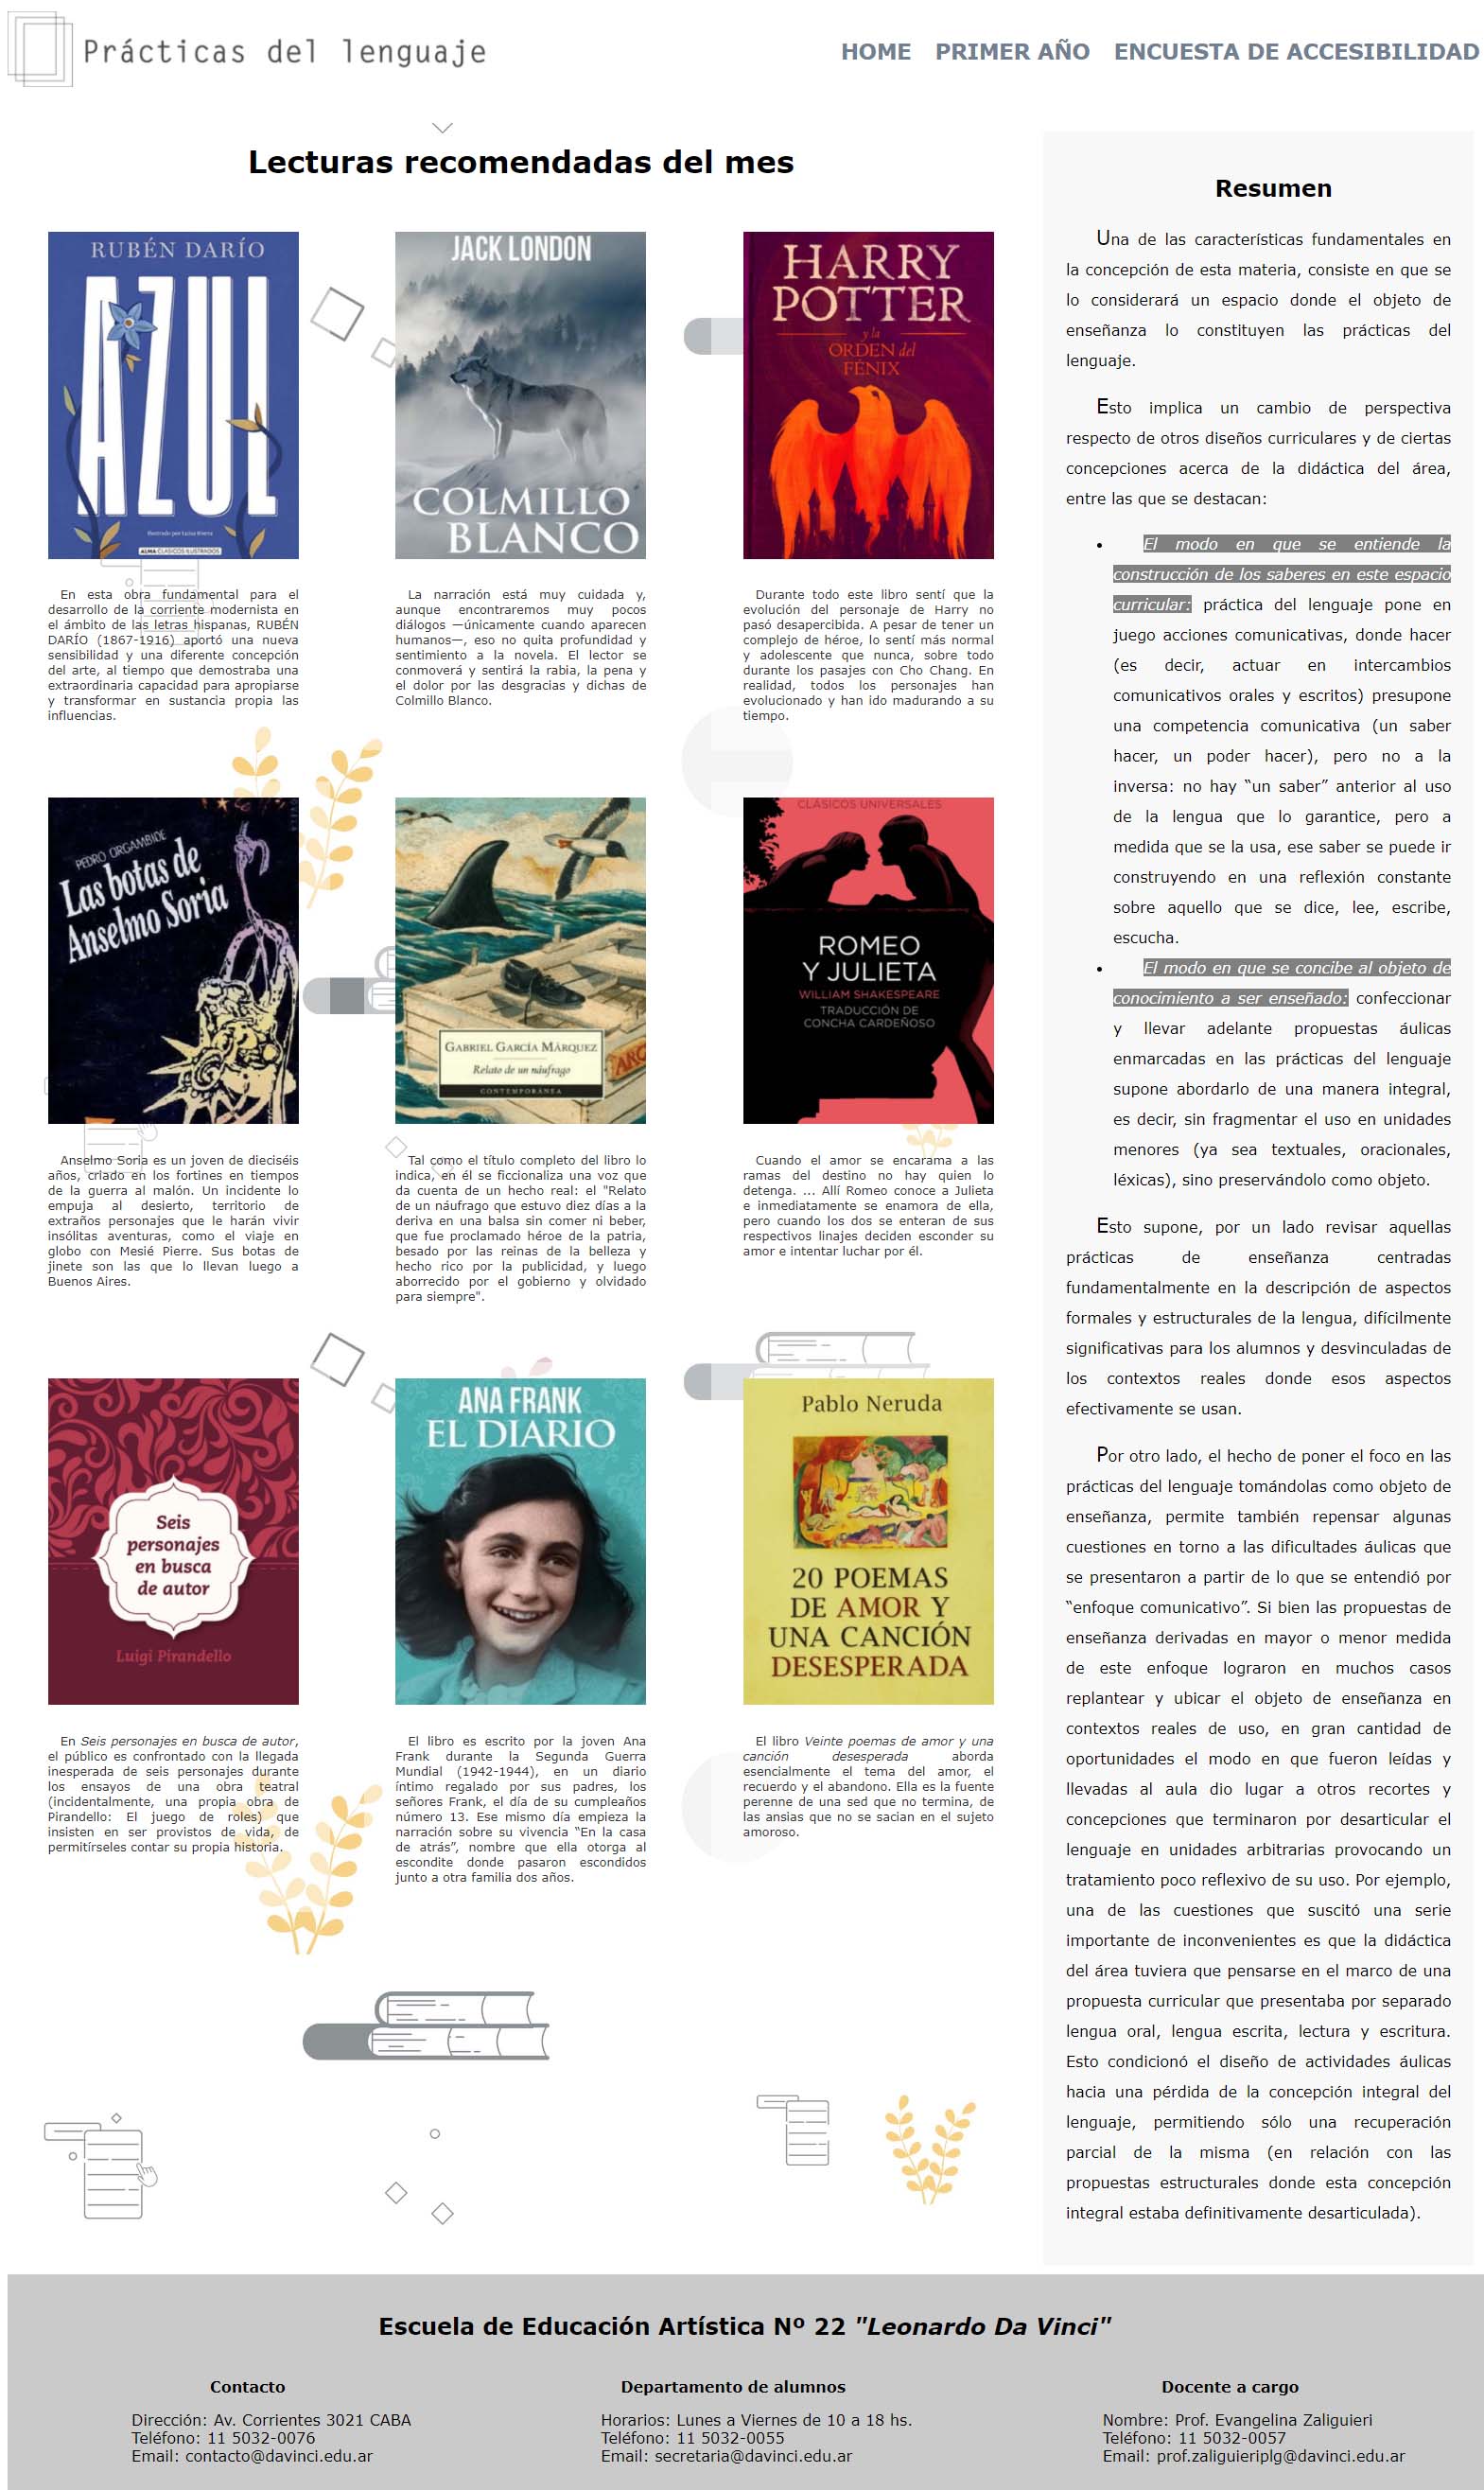 Prácticas del lenguaje
HOME PRIMER AÑO ENCUESTA DE ACCESIBILIDAD
Lecturas recomendadas del mes
RUBÉN DARÍO
AZUL
Ilustrado por Luisa Rivera
ALMA CLÁSICOS ILUSTRADOS
JACK LONDON
COLMILLO
BLANCO
HARRY
POTTER
y la
ORDEN del
FÉNIX
En esta obra fundamental para el
desarrollo de la corriente modernista en
el ámbito de las letras hispanas, RUBÉN
DARÍO (1867-1916) aportó una nueva
sensibilidad y una diferente concepción
del arte, al tiempo que demostraba una
extraordinaria capacidad para apropiarse
y transformar en sustancia propia las
influencias.
La narración está muy cuidada y,
aunque encontraremos muy pocos
diálogos —únicamente cuando aparecen
humanos—, eso no quita profundidad y
sentimiento a la novela. El lector se
conmoverá y sentirá la rabia, la pena y
el dolor por las desgracias y dichas de
Colmillo Blanco.
Durante todo este libro sentí que la
evolución del personaje de Harry no
pasó desapercibida. A pesar de tener un
complejo de héroe, lo sentí más normal
y adolescente que nunca, sobre todo
durante los pasajes con Cho Chang. En
realidad, todos los personajes han
evolucionado y han ido madurando a su
tiempo.
PEDRO ORGAMBIDE
Las botas de
Anselmo Soria
GABRIEL GARCÍA MÁRQUEZ
Relato de un náufrago
CONTEMPORÁNEA
CLÁSICOS UNIVERSALES
ROMEO
Y JULIETA
WILLIAM SHAKESPEARE
TRADUCCIÓN DE
CONCHA CARDEÑOSO
Anselmo Soria es un joven de dieciséis
años, criado en los fortines en tiempos
de la guerra al malón. Un incidente lo
empuja al desierto, territorio de
extraños personajes que le harán vivir
insólitas aventuras, como el viaje en
globo con Mesié Pierre. Sus botas de
jinete son las que lo llevan luego a
Buenos Aires.
Tal como el título completo del libro lo
indica, en él se ficcionaliza una voz que
da cuenta de un hecho real: el "Relato
de un náufrago que estuvo diez días a la
deriva en una balsa sin comer ni beber,
que fue proclamado héroe de la patria,
besado por las reinas de la belleza y
hecho rico por la publicidad, y luego
aborrecido por el gobierno y olvidado
para siempre".
Cuando el amor se encarama a las
ramas del destino no hay quien lo
detenga. ... Allí Romeo conoce a Julieta
e inmediatamente se enamora de ella,
pero cuando los dos se enteran de sus
respectivos linajes deciden esconder su
amor e intentar luchar por él.
Seis
personajes
en busca
de autor
Luigi Pirandello
ANA FRANK
EL DIARIO
Pablo Neruda
20 POEMAS
DE AMOR Y
UNA CANCIÓN
DESESPERADA
En Seis personajes en busca de autor,
el público es confrontado con la llegada
inesperada de seis personajes durante
los ensayos de una obra teatral
(incidentalmente, una propia obra de
Pirandello: El juego de roles) que
insisten en ser provistos de vida, de
permitírseles contar su propia historia.
El libro es escrito por la joven Ana
Frank durante la Segunda Guerra
Mundial (1942-1944), en un diario
íntimo regalado por sus padres, los
señores Frank, el día de su cumpleaños
número 13. Ese mismo día empieza la
narración sobre su vivencia “En la casa
de atrás”, nombre que ella otorga al
escondite donde pasaron escondidos
junto a otra familia dos años.
El libro Veinte poemas de amor y una
canción desesperada aborda
esencialmente el tema del amor, el
recuerdo y el abandono. Ella es la fuente
perenne de una sed que no termina, de
las ansias que no se sacian en el sujeto
amoroso.
Resumen
Una de las características fundamentales en
la concepción de esta materia, consiste en que se
lo considerará un espacio donde el objeto de
enseñanza lo constituyen las prácticas del
lenguaje.
Esto implica un cambio de perspectiva
respecto de otros diseños curriculares y de ciertas
concepciones acerca de la didáctica del área,
entre las que se destacan:
• El modo en que se entiende la
construcción de los saberes en este espacio
curricular: práctica del lenguaje pone en
juego acciones comunicativas, donde hacer
(es decir, actuar en intercambios
comunicativos orales y escritos) presupone
una competencia comunicativa (un saber
hacer, un poder hacer), pero no a la
inversa: no hay “un saber” anterior al uso
de la lengua que lo garantice, pero a
medida que se la usa, ese saber se puede ir
construyendo en una reflexión constante
sobre aquello que se dice, lee, escribe,
escucha.
• El modo en que se concibe al objeto de
conocimiento a ser enseñado: confeccionar
y llevar adelante propuestas áulicas
enmarcadas en las prácticas del lenguaje
supone abordarlo de una manera integral,
es decir, sin fragmentar el uso en unidades
menores (ya sea textuales, oracionales,
léxicas), sino preservándolo como objeto.
Esto supone, por un lado revisar aquellas
prácticas de enseñanza centradas
fundamentalmente en la descripción de aspectos
formales y estructurales de la lengua, difícilmente
significativas para los alumnos y desvinculadas de
los contextos reales donde esos aspectos
efectivamente se usan.
Por otro lado, el hecho de poner el foco en las
prácticas del lenguaje tomándolas como objeto de
enseñanza, permite también repensar algunas
cuestiones en torno a las dificultades áulicas que
se presentaron a partir de lo que se entendió por
“enfoque comunicativo”. Si bien las propuestas de
enseñanza derivadas en mayor o menor medida
de este enfoque lograron en muchos casos
replantear y ubicar el objeto de enseñanza en
contextos reales de uso, en gran cantidad de
oportunidades el modo en que fueron leídas y
llevadas al aula dio lugar a otros recortes y
concepciones que terminaron por desarticular el
lenguaje en unidades arbitrarias provocando un
tratamiento poco reflexivo de su uso. Por ejemplo,
una de las cuestiones que suscitó una serie
importante de inconvenientes es que la didáctica
del área tuviera que pensarse en el marco de una
propuesta curricular que presentaba por separado
lengua oral, lengua escrita, lectura y escritura.
Esto condicionó el diseño de actividades áulicas
hacia una pérdida de la concepción integral del
lenguaje, permitiendo sólo una recuperación
parcial de la misma (en relación con las
propuestas estructurales donde esta concepción
integral estaba definitivamente desarticulada).
Escuela de Educación Artística Nº 22 "Leonardo Da Vinci"
Contacto
Dirección: Av. Corrientes 3021 CABA
Teléfono: 11 5032-0076
Email: contacto@davinci.edu.ar
Departamento de alumnos
Horarios: Lunes a Viernes de 10 a 18 hs.
Teléfono: 11 5032-0055
Email: secretaria@davinci.edu.ar
Docente a cargo
Nombre: Prof. Evangelina Zaliguieri
Teléfono: 11 5032-0057
Email: prof.zaliguieriplg@davinci.edu.ar